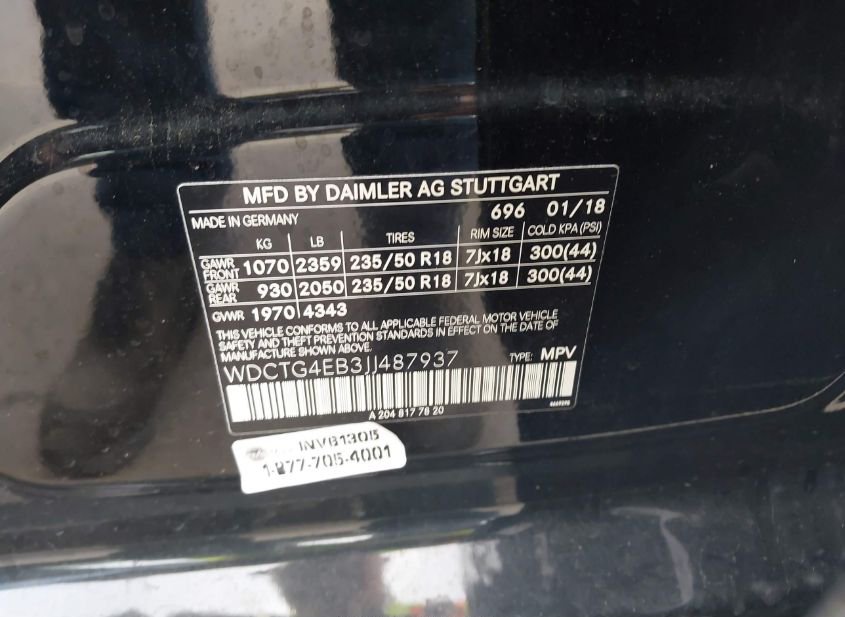 MFD BY DAIMLER AG STUTTGART
MADE IN GERMANY 696 01/18
KG LB TIRES RIM SIZE COLD KPA (PSI)
GAWR FRONT 1070 2359 235/50 R18 7Jx18 300(44)
GAWR REAR 930 2050 235/50 R18 7Jx18 300(44)
GVWR 1970 4343
THIS VEHICLE CONFORMS TO ALL APPLICABLE FEDERAL MOTOR VEHICLE
SAFETY AND THEFT PREVENTION STANDARDS IN EFFECT ON THE DATE OF
MANUFACTURE SHOWN ABOVE.
WDCTG4EB3JJ487937 TYPE: MPV
A 204 817 78 20
INV61305
1-877-705-4001